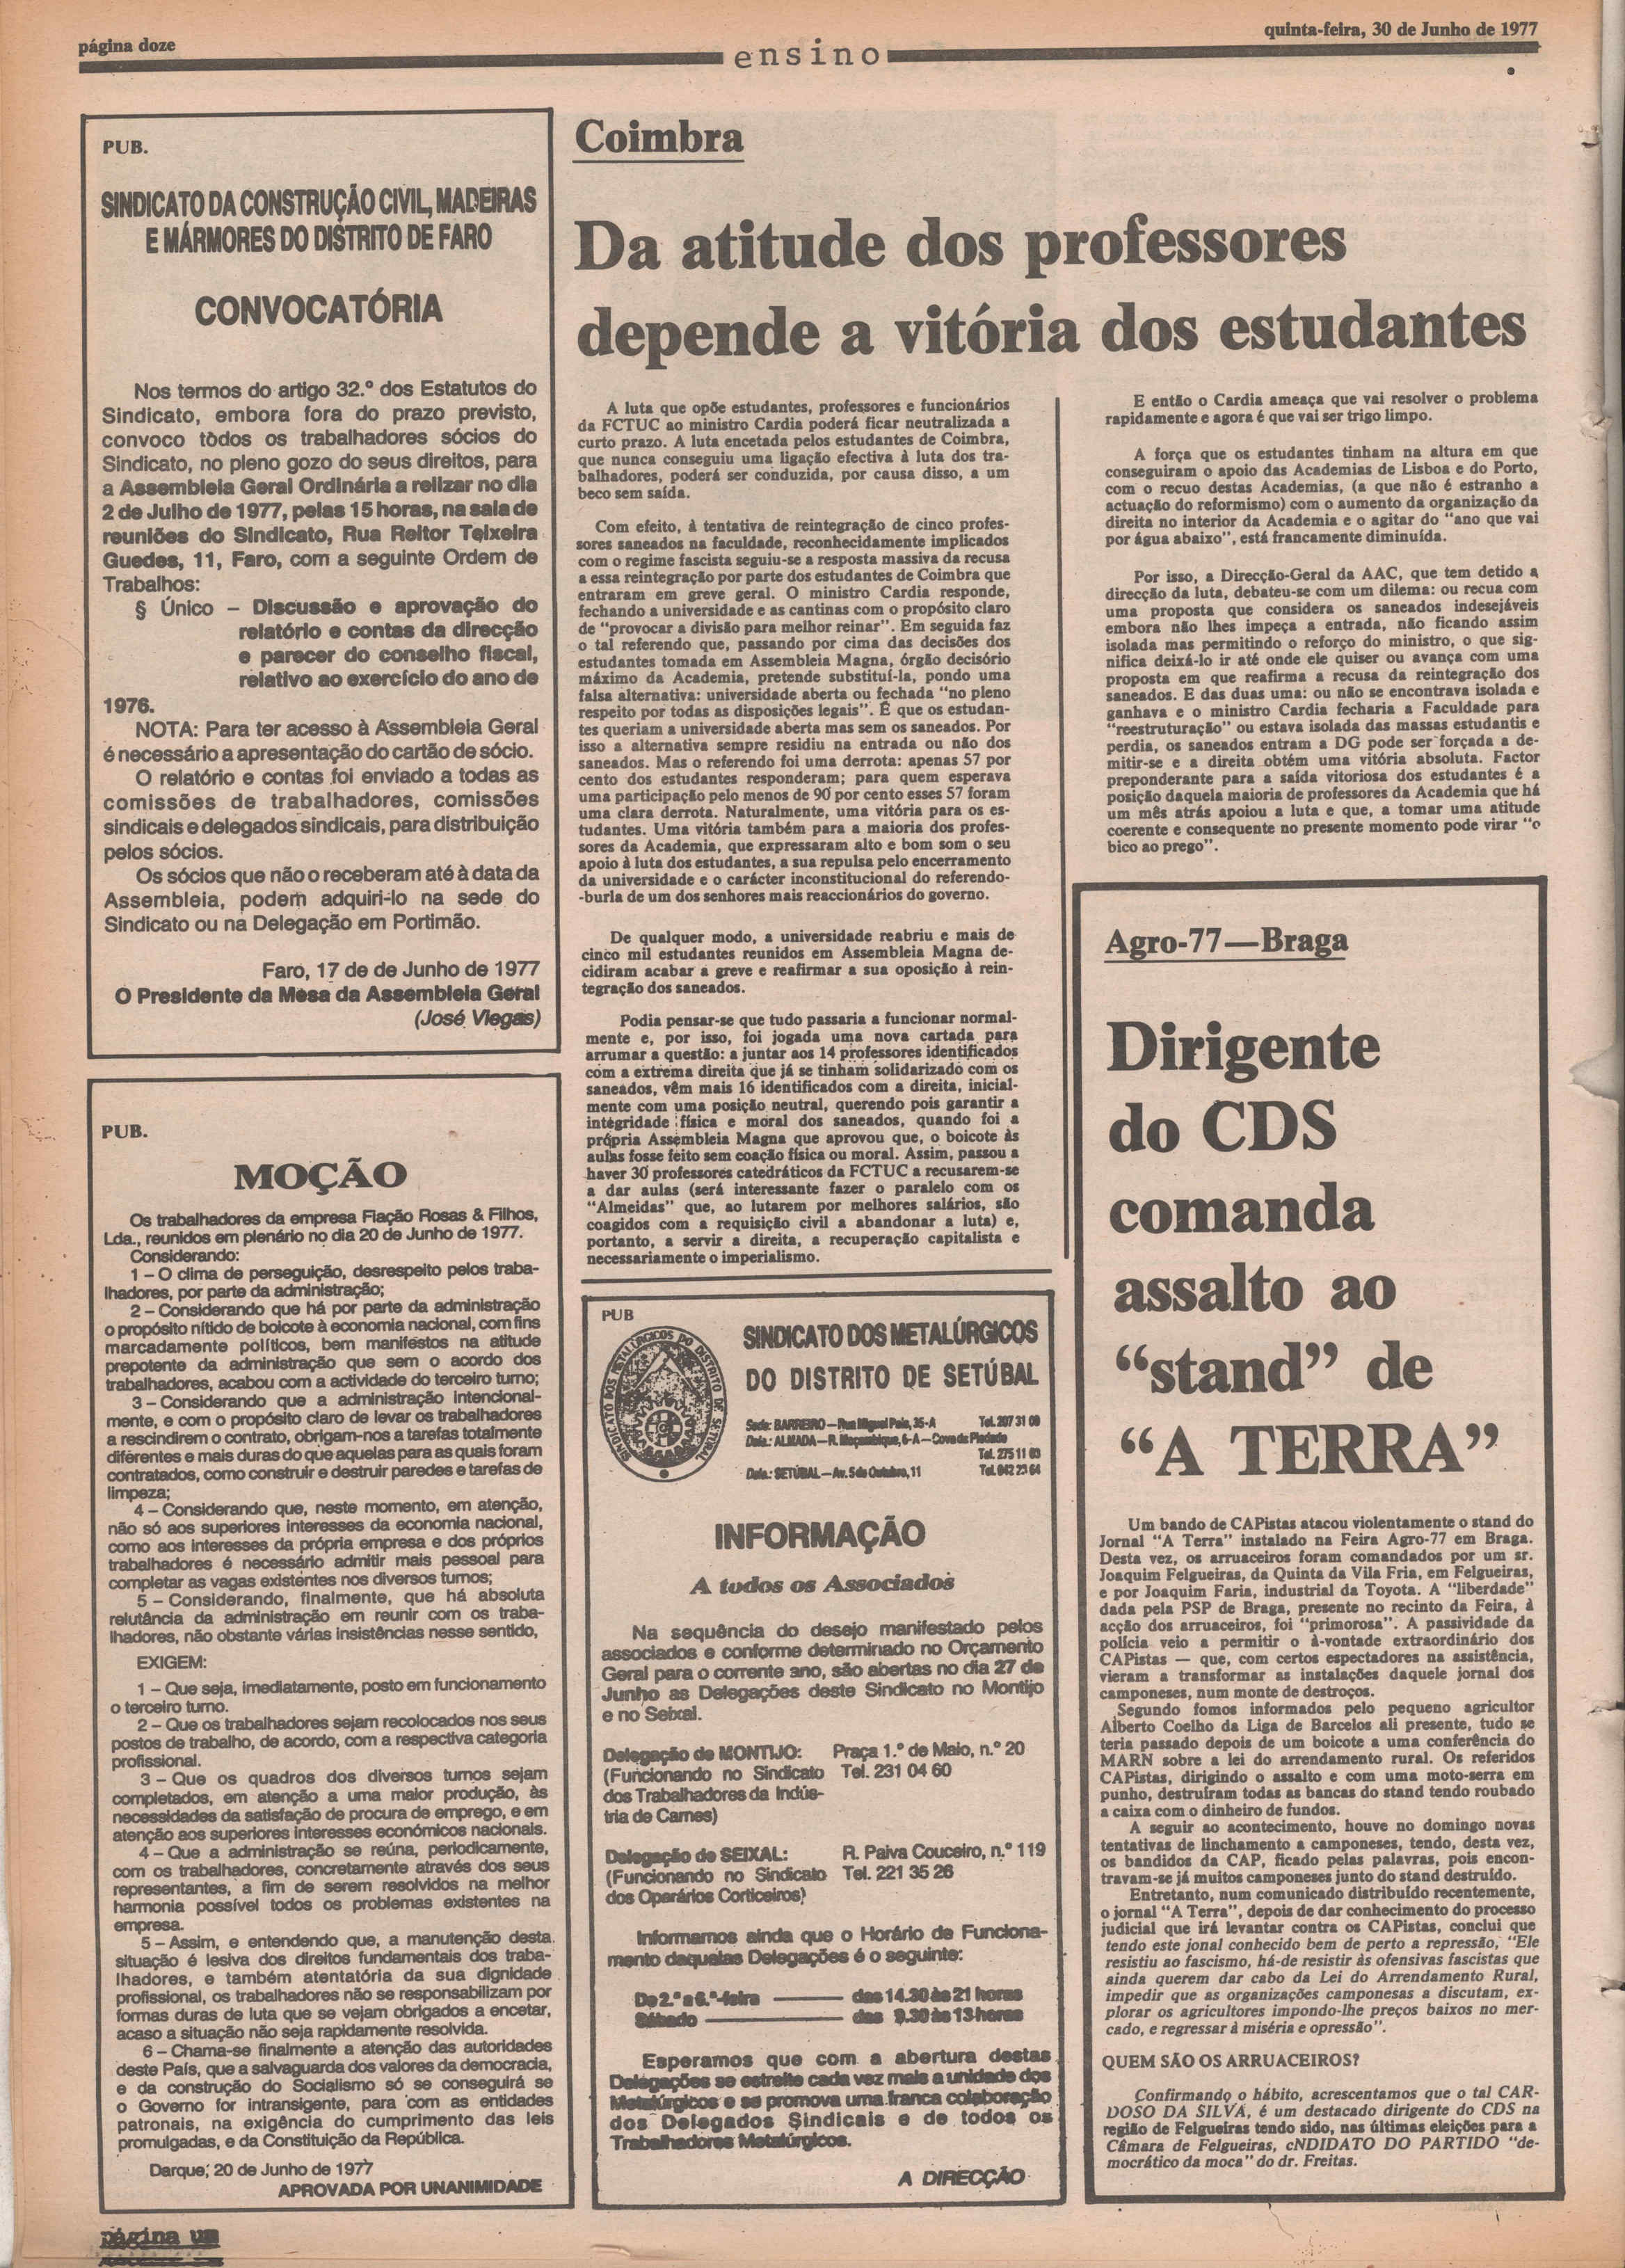 página doze
ensino
quinta-feira, 30 de Junho de 1977
PUB.
SINDICATO DA CONSTRUÇÃO CIVIL, MADEIRAS
E MÁRMORES DO DISTRITO DE FARO
CONVOCATÓRIA
Nos termos do artigo 32.º dos Estatutos do
Sindicato, embora fora do prazo previsto,
convoco tòdos os trabalhadores sócios do
Sindicato, no pleno gozo do seus direitos, para
a Assembleia Geral Ordinária a relizar no dia
2 de Julho de 1977, pelas 15 horas, na sala de
reuniões do Sindicato, Rua Reitor Teixeira
Guedes, 11, Faro, com a seguinte Ordem de
Trabalhos:
§ Único – Discussão e aprovação do
relatório e contas da direcção
e parecer do conselho fiscal,
relativo ao exercício do ano de
1976.
NOTA: Para ter acesso à Assembleia Geral
é necessário a apresentação do cartão de sócio.
O relatório e contas foi enviado a todas as
comissões de trabalhadores, comissões
sindicais e delegados sindicais, para distribuição
pelos sócios.
Os sócios que não o receberam até à data da
Assembleia, podem adquiri-lo na sede do
Sindicato ou na Delegação em Portimão.
Faro, 17 de de Junho de 1977
O Presidente da Mesa da Assembleia Geral
(José Viegas)
PUB.
MOÇÃO
Os trabalhadores da empresa Fiação Rosas & Filhos,
Lda., reunidos em plenário no dia 20 de Junho de 1977.
Considerando:
1 – O clima de perseguição, desrespeito pelos traba-
lhadores, por parte da administração;
2 – Considerando que há por parte da administração
o propósito nítido de boicote à economia nacional, com fins
marcadamente políticos, bem manifestos na atitude
prepotente da administração que sem o acordo dos
trabalhadores, acabou com a actividade do terceiro turno;
3 – Considerando que a administração intencional-
mente, e com o propósito claro de levar os trabalhadores
a rescindirem o contrato, obrigam-nos a tarefas totalmente
diferentes e mais duras do que aquelas para as quais foram
contratados, como construir e destruir paredes e tarefas de
limpeza;
4 – Considerando que, neste momento, em atenção,
não só aos superiores interesses da economia nacional,
como aos interesses da própria empresa e dos próprios
trabalhadores é necessário admitir mais pessoal para
completar as vagas existentes nos diversos turnos;
5 – Considerando, finalmente, que há absoluta
relutância da administração em reunir com os traba-
lhadores, não obstante várias insistências nesse sentido,
EXIGEM:
1 – Que seja, imediatamente, posto em funcionamento
o terceiro turno.
2 – Que os trabalhadores sejam recolocados nos seus
postos de trabalho, de acordo, com a respectiva categoria
profissional.
3 – Que os quadros dos diversos turnos sejam
completados, em atenção a uma maior produção, às
necessidades da satisfação de procura de emprego, e em
atenção aos superiores interesses económicos nacionais.
4 – Que a administração se reúna, periodicamente,
com os trabalhadores, concretamente através dos seus
representantes, a fim de serem resolvidos na melhor
harmonia possível todos os problemas existentes na
empresa.
5 – Assim, e entendendo que, a manutenção desta
situação é lesiva dos direitos fundamentais dos traba-
lhadores, e também atentatória da sua dignidade
profissional, os trabalhadores não se responsabilizam por
formas duras de luta que se vejam obrigados a encetar,
acaso a situação não seja rapidamente resolvida.
6 – Chama-se finalmente a atenção das autoridades
deste País, que a salvaguarda dos valores da democracia,
e da construção do Socialismo só se conseguirá se
o Governo for intransigente, para com as entidades
patronais, na exigência do cumprimento das leis
promulgadas, e da Constituição da República.
Darque, 20 de Junho de 1977
APROVADA POR UNANIMIDADE
Coimbra
Da atitude dos professores
depende a vitória dos estudantes
A luta que opõe estudantes, professores e funcionários
da FCTUC ao ministro Cardia poderá ficar neutralizada a
curto prazo. A luta encetada pelos estudantes de Coimbra,
que nunca conseguiu uma ligação efectiva à luta dos tra-
balhadores, poderá ser conduzida, por causa disso, a um
beco sem saída.
Com efeito, à tentativa de reintegração de cinco profes-
sores saneados na faculdade, reconhecidamente implicados
com o regime fascista seguiu-se a resposta massiva da recusa
a essa reintegração por parte dos estudantes de Coimbra que
entraram em greve geral. O ministro Cardia responde,
fechando a universidade e as cantinas com o propósito claro
de "provocar a divisão para melhor reinar". Em seguida faz
o tal referendo que, passando por cima das decisões dos
estudantes tomada em Assembleia Magna, órgão decisório
máximo da Academia, pretende substituí-la, pondo uma
falsa alternativa: universidade aberta ou fechada "no pleno
respeito por todas as disposições legais". É que os estudan-
tes queriam a universidade aberta mas sem os saneados. Por
isso a alternativa sempre residiu na entrada ou não dos
saneados. Mas o referendo foi uma derrota: apenas 57 por
cento dos estudantes responderam; para quem esperava
uma participação pelo menos de 90 por cento esses 57 foram
uma clara derrota. Naturalmente, uma vitória para os es-
tudantes. Uma vitória também para a maioria dos profes-
sores da Academia, que expressaram alto e bom som o seu
apoio à luta dos estudantes, a sua repulsa pelo encerramento
da universidade e o carácter inconstitucional do referendo-
-burla de um dos senhores mais reaccionários do governo.
De qualquer modo, a universidade reabriu e mais de
cinco mil estudantes reunidos em Assembleia Magna de-
cidiram acabar a greve e reafirmar a sua oposição à rein-
tegração dos saneados.
Podia pensar-se que tudo passaria a funcionar normal-
mente e, por isso, foi jogada uma nova cartada para
arrumar a questão: a juntar aos 14 professores identificados
com a extrema direita que já se tinham solidarizado com os
saneados, vêm mais 16 identificados com a direita, inicial-
mente com uma posição neutral, querendo pois garantir a
integridade física e moral dos saneados, quando foi a
própria Assembleia Magna que aprovou que, o boicote às
aulas fosse feito sem coação física ou moral. Assim, passou a
haver 30 professores catedráticos da FCTUC a recusarem-se
a dar aulas (será interessante fazer o paralelo com os
"Almeidas" que, ao lutarem por melhores salários, são
coagidos com a requisição civil a abandonar a luta) e,
portanto, a servir a direita, a recuperação capitalista e
necessariamente o imperialismo.
E então o Cardia ameaça que vai resolver o problema
rapidamente e agora é que vai ser trigo limpo.
A força que os estudantes tinham na altura em que
conseguiram o apoio das Academias de Lisboa e do Porto,
com o recuo destas Academias, (a que não é estranho a
actuação do reformismo) com o aumento da organização da
direita no interior da Academia e o agitar do "ano que vai
por água abaixo", está francamente diminuída.
Por isso, a Direcção-Geral da AAC, que tem detido a
direcção da luta, debateu-se com um dilema: ou recua com
uma proposta que considera os saneados indesejáveis
embora não lhes impeça a entrada, não ficando assim
isolada mas permitindo o reforço do ministro, o que sig-
nifica deixá-lo ir até onde ele quiser ou avança com uma
proposta em que reafirma a recusa da reintegração dos
saneados. E das duas uma: ou não se encontrava isolada e
ganhava e o ministro Cardia fecharia a Faculdade para
"reestruturação" ou estava isolada das massas estudantis e
perdia, os saneados entram a DG pode ser forçada a de-
mitir-se e a direita obtém uma vitória absoluta. Factor
preponderante para a saída vitoriosa dos estudantes é a
posição daquela maioria de professores da Academia que há
um mês atrás apoiou a luta e que, a tomar uma atitude
coerente e consequente no presente momento pode virar "o
bico ao prego".
PUB
SINDICATO DOS METALÚRGICOS DO DISTRITO DE SETUBAL
SINDICATO DOS METALÚRGICOS
DO DISTRITO DE SETÚBAL
Sede: BARREIRO – Rua Miguel Pais, 35-A Tel. 207 31 09
Dela.: ALMADA – R. Moçambique, 6-A – Cova da Piedade
Tel. 275 11 63
Dela.: SETÚBAL – Av. 5 de Outubro, 11 Tel. 042 23 64
INFORMAÇÃO
A todos os Associados
Na sequência do desejo manifestado pelos
associados e conforme determinado no Orçamento
Geral para o corrente ano, são abertas no dia 27 de
Junho as Delegações deste Sindicato no Montijo
e no Seixal.
Delegação de MONTIJO: Praça 1.º de Maio, n.º 20
(Funcionando no Sindicato Tel. 231 04 60
dos Trabalhadores da Indús-
tria de Carnes)
Delegação do SEIXAL: R. Paiva Couceiro, n.º 119
(Funcionando no Sindicato Tel. 221 35 26
dos Operários Corticeiros)
Informamos ainda que o Horário de Funciona-
mento daquelas Delegações é o seguinte:
De 2.ª a 6.ª-feira ——— das 14.30 às 21 horas
Sábado ——— das 9.30 às 13 horas
Esperamos que com a abertura destas
Delegações se estreite cada vez mais a unidade dos
Metalúrgicos e se promova uma franca colaboração
dos Delegados Sindicais e de todos os
Trabalhadores Metalúrgicos.
A DIRECÇÃO
Agro-77—Braga
Dirigente
do CDS
comanda
assalto ao
"stand" de
"A TERRA"
Um bando de CAPistas atacou violentamente o stand do
Jornal "A Terra" instalado na Feira Agro-77 em Braga.
Desta vez, os arruaceiros foram comandados por um sr.
Joaquim Felgueiras, da Quinta da Vila Fria, em Felgueiras,
e por Joaquim Faria, industrial da Toyota. A "liberdade"
dada pela PSP de Braga, presente no recinto da Feira, à
acção dos arruaceiros, foi "primorosa". A passividade da
polícia veio a permitir o à-vontade extraordinário dos
CAPistas — que, com certos espectadores na assistência,
vieram a transformar as instalações daquele jornal dos
camponeses, num monte de destroços.
Segundo fomos informados pelo pequeno agricultor
Alberto Coelho da Liga de Barcelos ali presente, tudo se
teria passado depois de um boicote a uma conferência do
MARN sobre a lei do arrendamento rural. Os referidos
CAPistas, dirigindo o assalto e com uma moto-serra em
punho, destruíram todas as bancas do stand tendo roubado
a caixa com o dinheiro de fundos.
A seguir ao acontecimento, houve no domingo novas
tentativas de linchamento a camponeses, tendo, desta vez,
os bandidos da CAP, ficado pelas palavras, pois encon-
travam-se já muitos camponeses junto do stand destruído.
Entretanto, num comunicado distribuído recentemente,
o jornal "A Terra", depois de dar conhecimento do processo
judicial que irá levantar contra os CAPistas, conclui que
tendo este jonal conhecido bem de perto a repressão, "Ele
resistiu ao fascismo, há-de resistir às ofensivas fascistas que
ainda querem dar cabo da Lei do Arrendamento Rural,
impedir que as organizações camponesas a discutam, ex-
plorar os agricultores impondo-lhe preços baixos no mer-
cado, e regressar à miséria e opressão".
QUEM SÃO OS ARRUACEIROS?
Confirmando o hábito, acrescentamos que o tal CAR-
DOSO DA SILVA, é um destacado dirigente do CDS na
região de Felgueiras tendo sido, nas últimas eleições para a
Câmara de Felgueiras, cNDIDATO DO PARTIDO "de-
mocrático da moca" do dr. Freitas.
página um